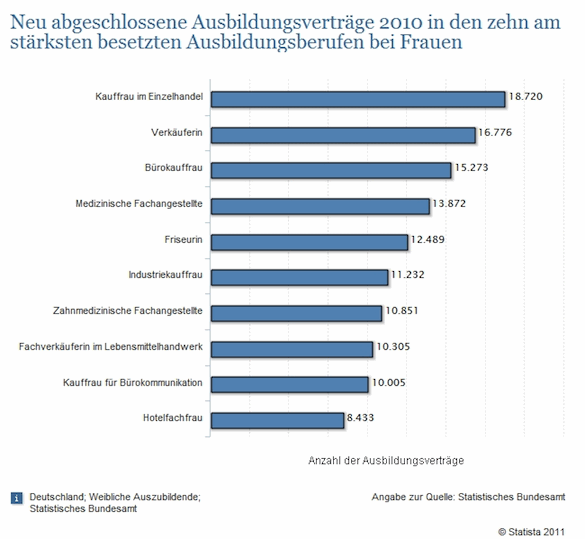 Neu abgeschlossene Ausbildungsverträge 2010 in den zehn am
stärksten besetzten Ausbildungsberufen bei Frauen
Kauffrau im Einzelhandel 18.720
Verkäuferin 16.776
Bürokauffrau 15.273
Medizinische Fachangestellte 13.872
Friseurin 12.489
Industriekauffrau 11.232
Zahnmedizinische Fachangestellte 10.851
Fachverkäuferin im Lebensmittelhandwerk 10.305
Kauffrau für Bürokommunikation 10.005
Hotelfachfrau 8.433
Anzahl der Ausbildungsverträge
i Deutschland; Weibliche Auszubildende; Angabe zur Quelle: Statistisches Bundesamt
Statistisches Bundesamt
© Statista 2011